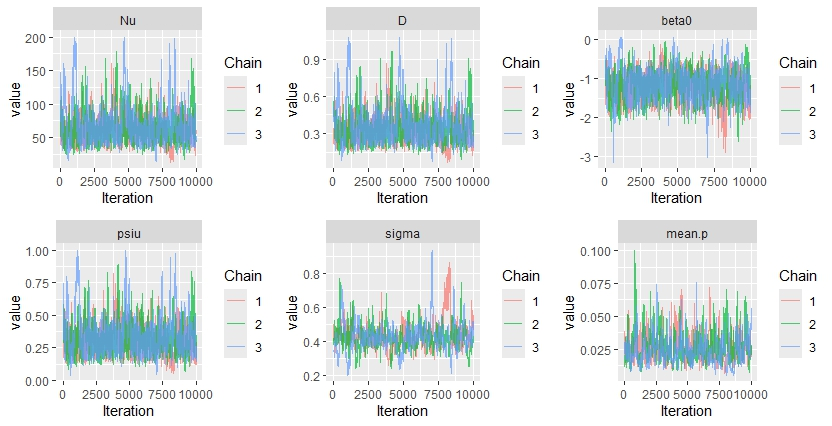 Nu
D
beta0
200
150
100
50
value
0 2500 5000 7500 10000
Iteration
Chain
1
2
3
0.9
0.6
0.3
value
0 2500 5000 7500 10000
Iteration
Chain
1
2
3
0
-1
-2
-3
value
0 2500 5000 7500 10000
Iteration
Chain
1
2
3
psiu
sigma
mean.p
1.00
0.75
0.50
0.25
0.00
value
0 2500 5000 7500 10000
Iteration
Chain
1
2
3
0.8
0.6
0.4
0.2
value
0 2500 5000 7500 10000
Iteration
Chain
1
2
3
0.100
0.075
0.050
0.025
value
0 2500 5000 7500 10000
Iteration
Chain
1
2
3